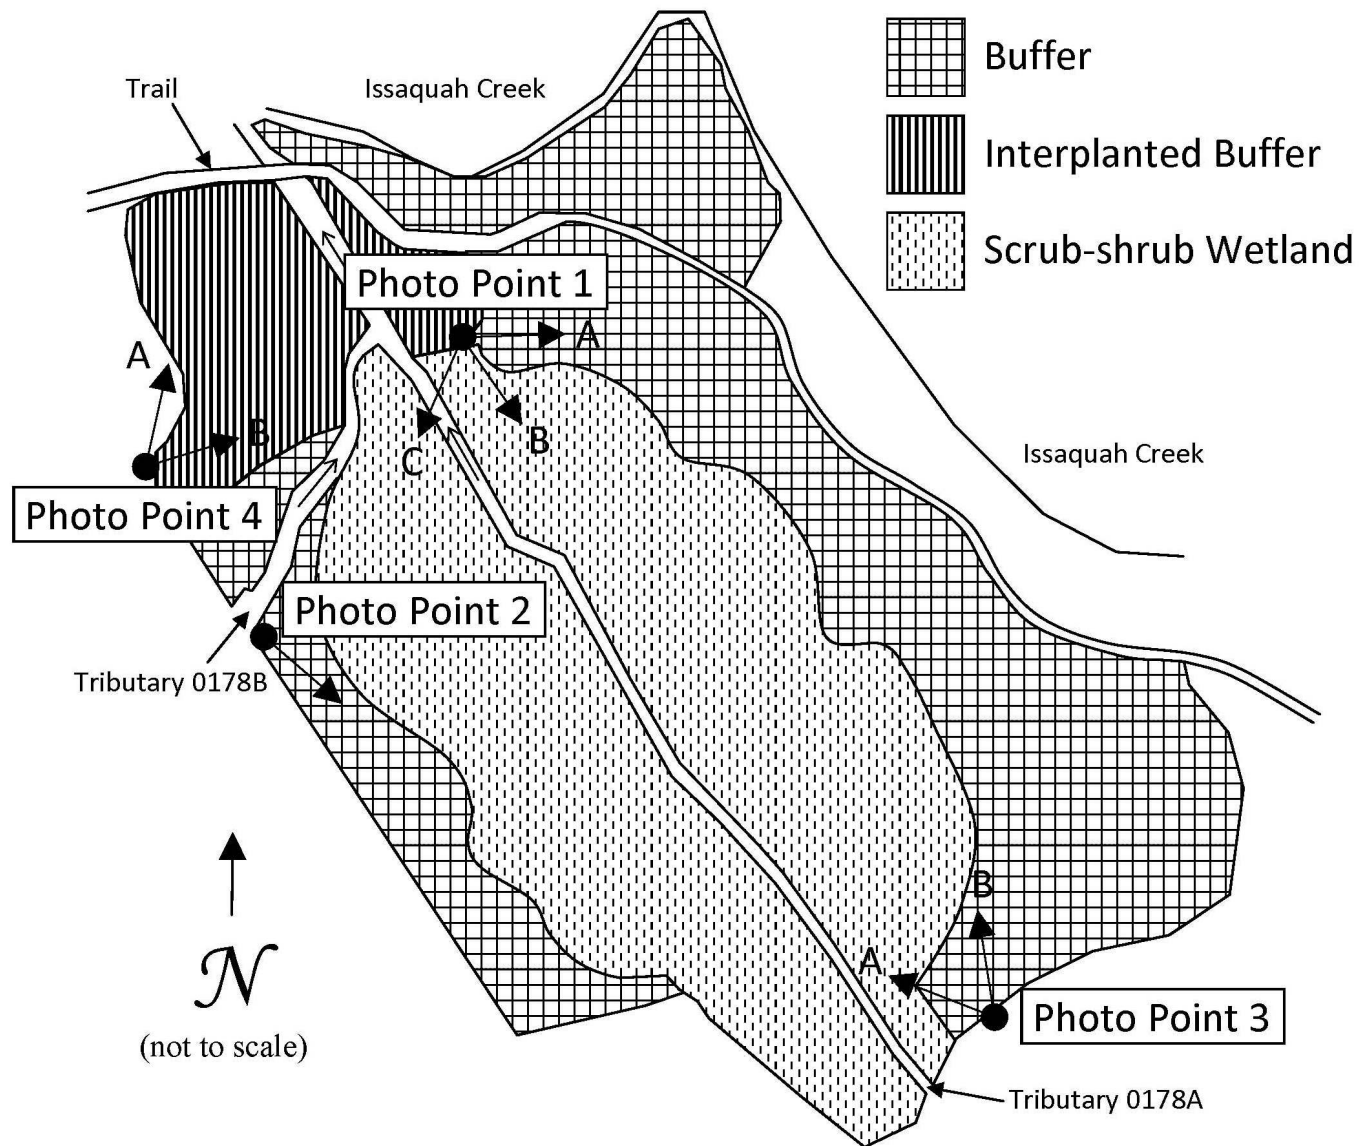 Buffer
Interplanted Buffer
Scrub-shrub Wetland
Trail
Issaquah Creek
Photo Point 1
A
B
C
A
B
Photo Point 4
Issaquah Creek
Photo Point 2
Tributary 0178B
N
(not to scale)
B
A
Photo Point 3
Tributary 0178A